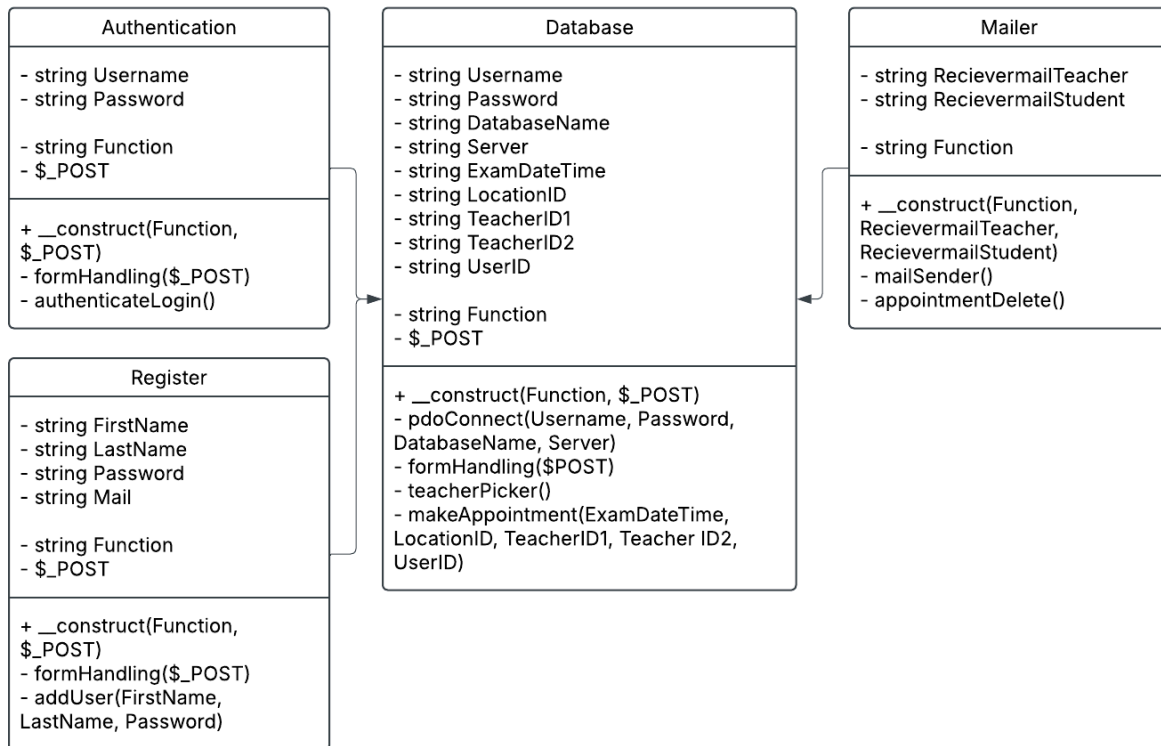 Authentication
- string Username
- string Password
- string Function
- $_POST
+ __construct(Function,
$_POST)
- formHandling($_POST)
- authenticateLogin()
Register
- string FirstName
- string LastName
- string Password
- string Mail
- string Function
- $_POST
+ __construct(Function,
$_POST)
- formHandling($_POST)
- addUser(FirstName,
LastName, Password)
Database
- string Username
- string Password
- string DatabaseName
- string Server
- string ExamDateTime
- string LocationID
- string TeacherID1
- string TeacherID2
- string UserID
- string Function
- $_POST
+ __construct(Function, $_POST)
- pdoConnect(Username, Password,
DatabaseName, Server)
- formHandling($POST)
- teacherPicker()
- makeAppointment(ExamDateTime,
LocationID, TeacherID1, Teacher ID2,
UserID)
Mailer
- string RecievermailTeacher
- string RecievermailStudent
- string Function
+ __construct(Function,
RecievermailTeacher,
RecievermailStudent)
- mailSender()
- appointmentDelete()